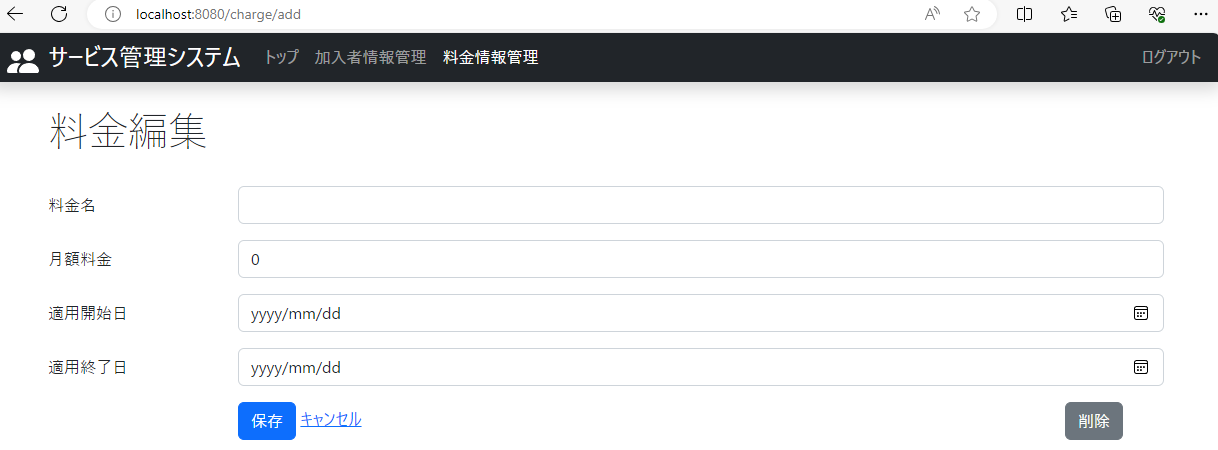 localhost:8080/charge/add
サービス管理システム トップ 加入者情報管理 料金情報管理 ログアウト
料金編集
料金名
月額料金 0
適用開始日 yyyy/mm/dd
適用終了日 yyyy/mm/dd
保存 キャンセル 削除